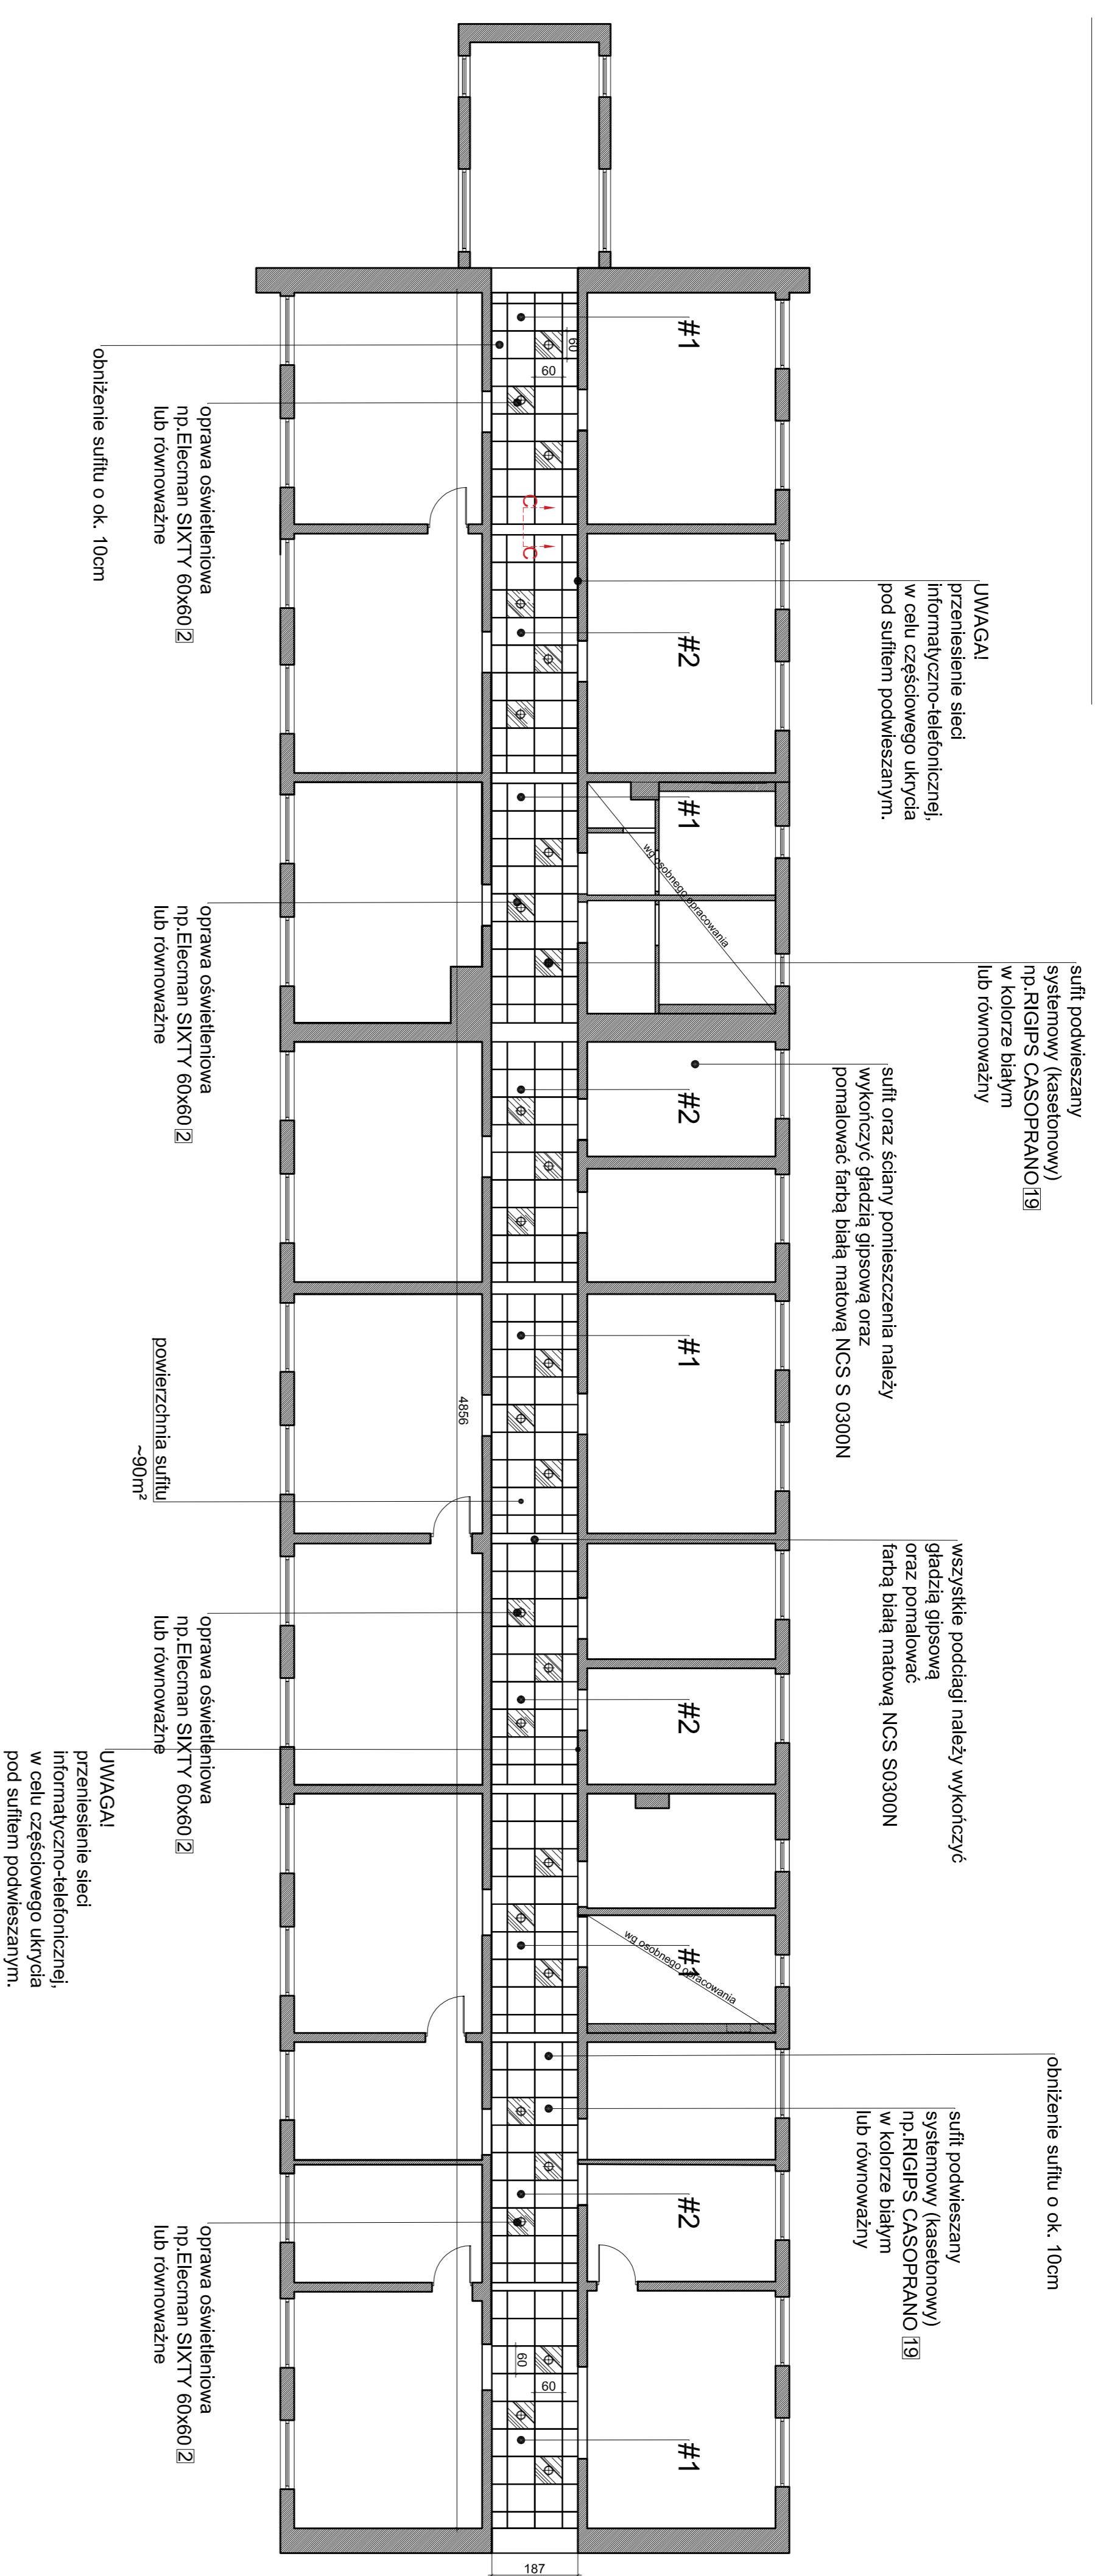 sufit podwieszany
systemowy (kasetonowy)
np.RIGIPS CASOPRANO 19
w kolorze białym
lub równoważny
obniżenie sufitu o ok. 10cm
UWAGA!
przeniesienie sieci
informatyczno-telefonicznej,
w celu częściowego ukrycia
pod sufitem podwieszanym.
wszystkie podciagi należy wykończyć
gładzią gipsową
oraz pomalować
farbą białą matową NCS S0300N
sufit podwieszany
systemowy (kasetonowy)
np.RIGIPS CASOPRANO 19
w kolorze białym
lub równoważny
sufit oraz ściany pomieszczenia należy
wykończyć gładzią gipsową oraz
pomalować farbą białą matową NCS S 0300N
#1
#2
#1
#2
#1
#2
#1
#2
#1
wg osobnego opracowania
wg osobnego opracowania
60
60
C
C
60
60
187
4856
oprawa oświetleniowa
np.Elecman SIXTY 60x60 2
lub równoważne
oprawa oświetleniowa
np.Elecman SIXTY 60x60 2
lub równoważne
powierzchnia sufitu
~90m²
oprawa oświetleniowa
np.Elecman SIXTY 60x60 2
lub równoważne
oprawa oświetleniowa
np.Elecman SIXTY 60x60 2
lub równoważne
obniżenie sufitu o ok. 10cm
UWAGA!
przeniesienie sieci
informatyczno-telefonicznej,
w celu częściowego ukrycia
pod sufitem podwieszanym.